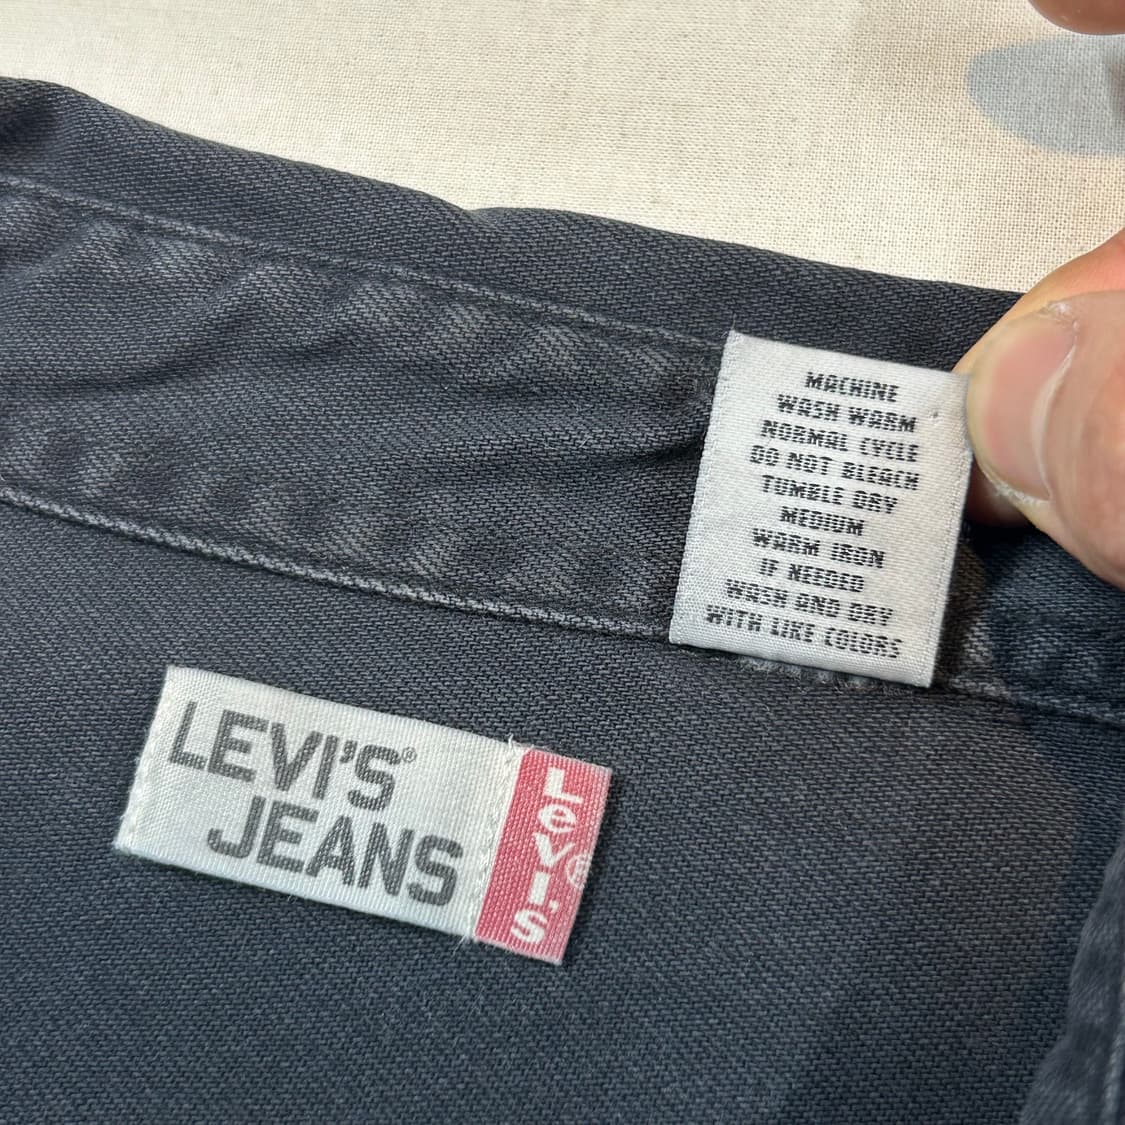 MACHINE
WASH WARM
NORMAL CYCLE
DO NOT BLEACH
TUMBLE DRY
MEDIUM
WARM IRON
IF NEEDED
WASH AND DRY
WITH LIKE COLORS
LEVI'S®
JEANS
LeVI'S®